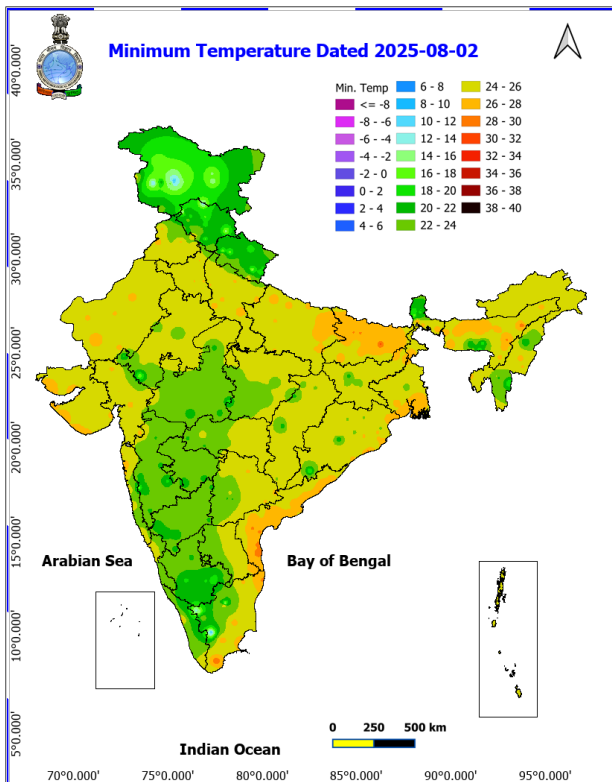 Minimum Temperature Dated 2025-08-02
Min. Temp
<= -8
-8 - -6
-6 - -4
-4 - -2
-2 - 0
0 - 2
2 - 4
4 - 6
6 - 8
8 - 10
10 - 12
12 - 14
14 - 16
16 - 18
18 - 20
20 - 22
22 - 24
24 - 26
26 - 28
28 - 30
30 - 32
32 - 34
34 - 36
36 - 38
38 - 40
40°0.000'
35°0.000'
30°0.000'
25°0.000'
20°0.000'
15°0.000'
10°0.000'
5°0.000'
Arabian Sea
Bay of Bengal
0 250 500 km
Indian Ocean
70°0.000' 75°0.000' 80°0.000' 85°0.000' 90°0.000' 95°0.000'